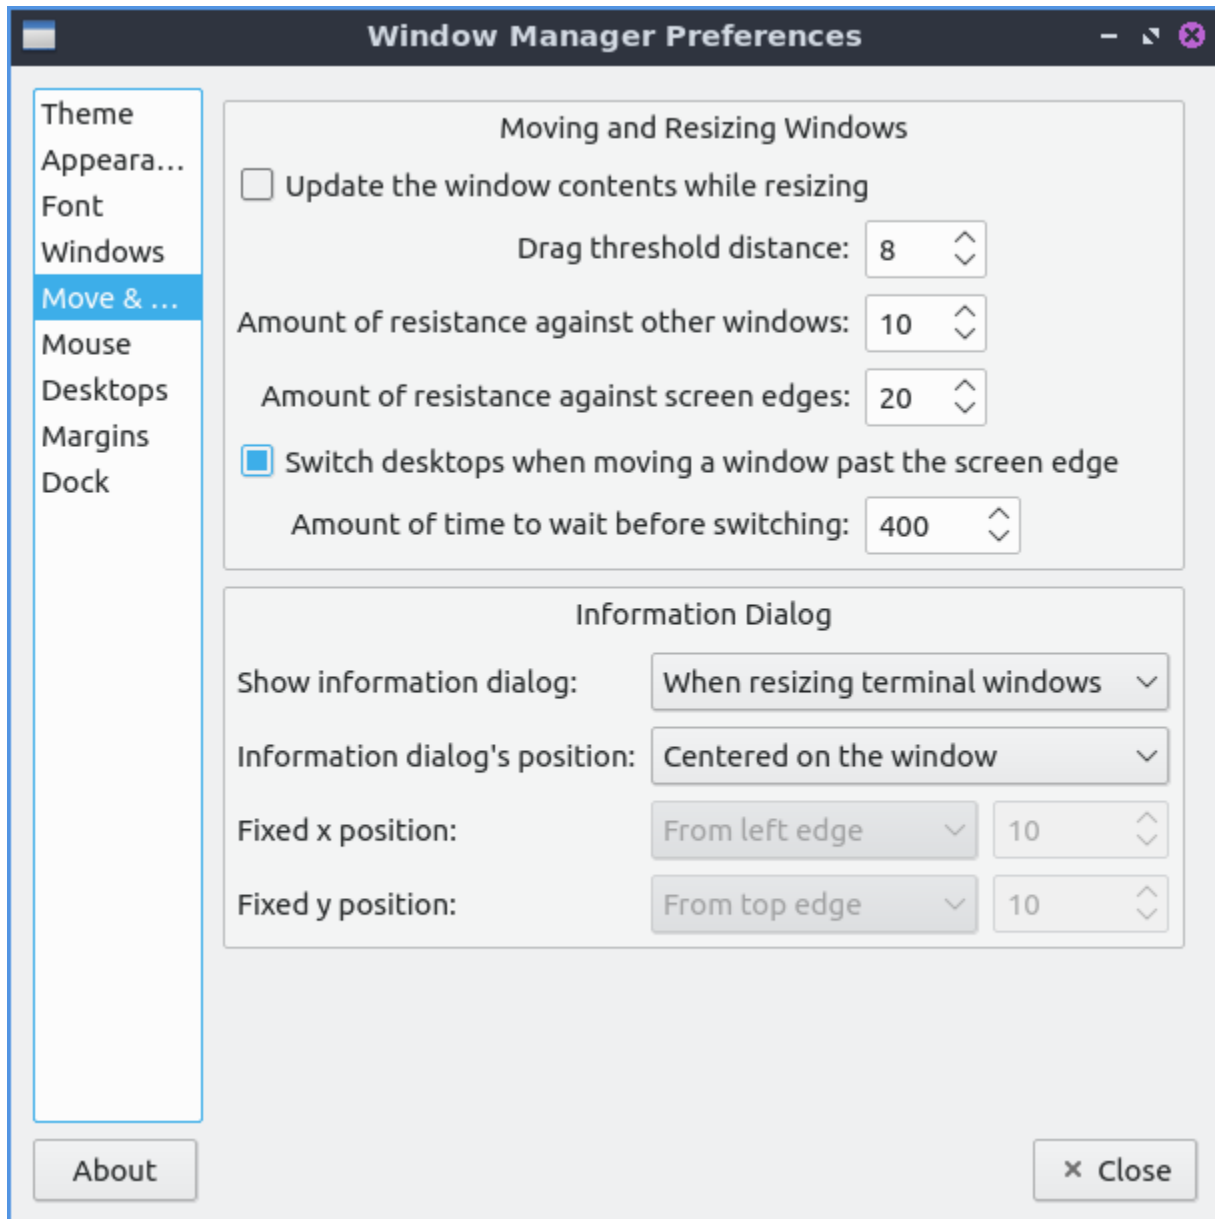 Window Manager Preferences
Theme
Appeara...
Font
Windows
Move & ...
Mouse
Desktops
Margins
Dock
Moving and Resizing Windows
Update the window contents while resizing
Drag threshold distance: 8
Amount of resistance against other windows: 10
Amount of resistance against screen edges: 20
Switch desktops when moving a window past the screen edge
Amount of time to wait before switching: 400
Information Dialog
Show information dialog: When resizing terminal windows
Information dialog's position: Centered on the window
Fixed x position: From left edge 10
Fixed y position: From top edge 10
About
Close